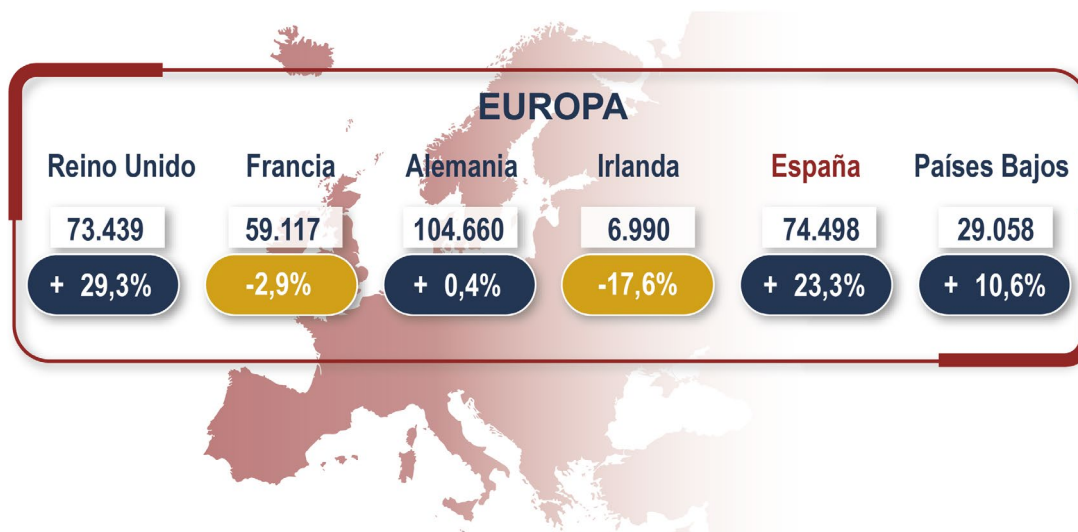 EUROPA
Reino Unido Francia Alemania Irlanda España Países Bajos
73.439 59.117 104.660 6.990 74.498 29.058
+ 29,3% -2,9% + 0,4% -17,6% + 23,3% + 10,6%